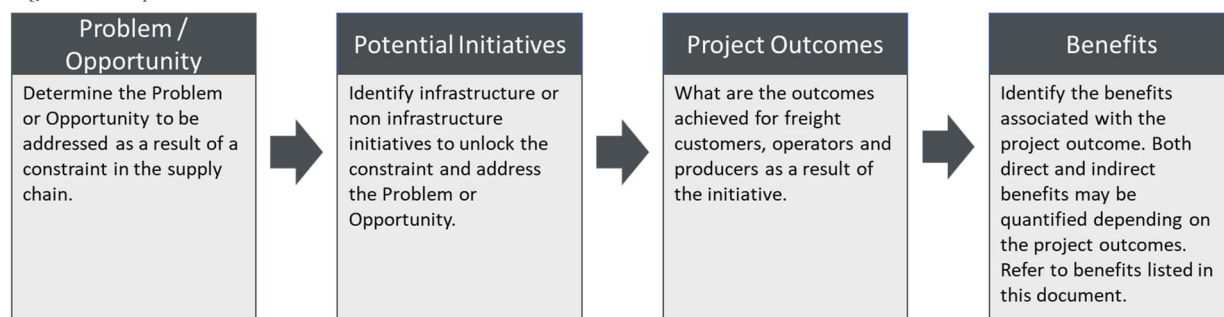 Problem /
Opportunity
Determine the Problem
or Opportunity to be
addressed as a result of a
constraint in the supply
chain.
Potential Initiatives
Identify infrastructure or
non infrastructure
initiatives to unlock the
constraint and address
the Problem or
Opportunity.
Project Outcomes
What are the outcomes
achieved for freight
customers, operators and
producers as a result of
the initiative.
Benefits
Identify the benefits
associated with the
project outcome. Both
direct and indirect
benefits may be
quantified depending on
the project outcomes.
Refer to benefits listed in
this document.